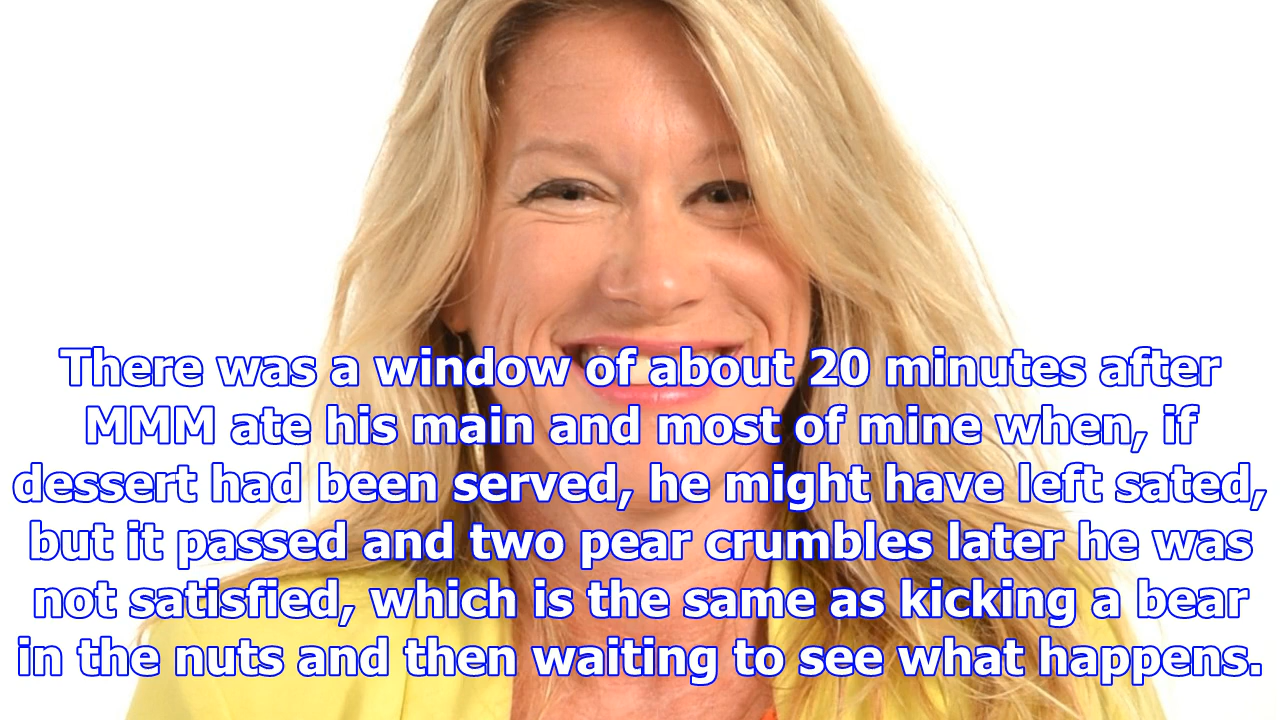 There was a window of about 20 minutes after
MMM ate his main and most of mine when, if
dessert had been served, he might have left sated,
but it passed and two pear crumbles later he was
not satisfied, which is the same as kicking a bear
in the nuts and then waiting to see what happens.